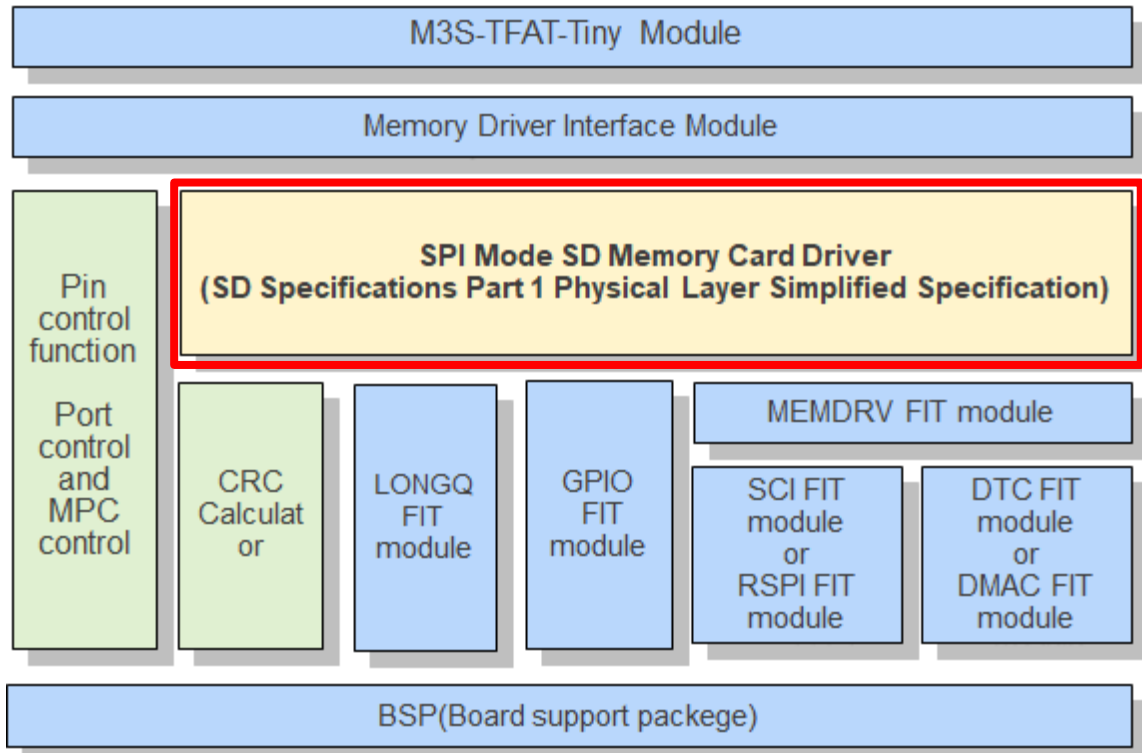 M3S-TFAT-Tiny Module
Memory Driver Interface Module
Pin
control
function
Port
control
and
MPC
control
SPI Mode SD Memory Card Driver
(SD Specifications Part 1 Physical Layer Simplified Specification)
CRC
Calculat
or
LONGQ
FIT
module
GPIO
FIT
module
MEMDRV FIT module
SCI FIT
module
or
RSPI FIT
module
DTC FIT
module
or
DMAC FIT
module
BSP(Board support packege)